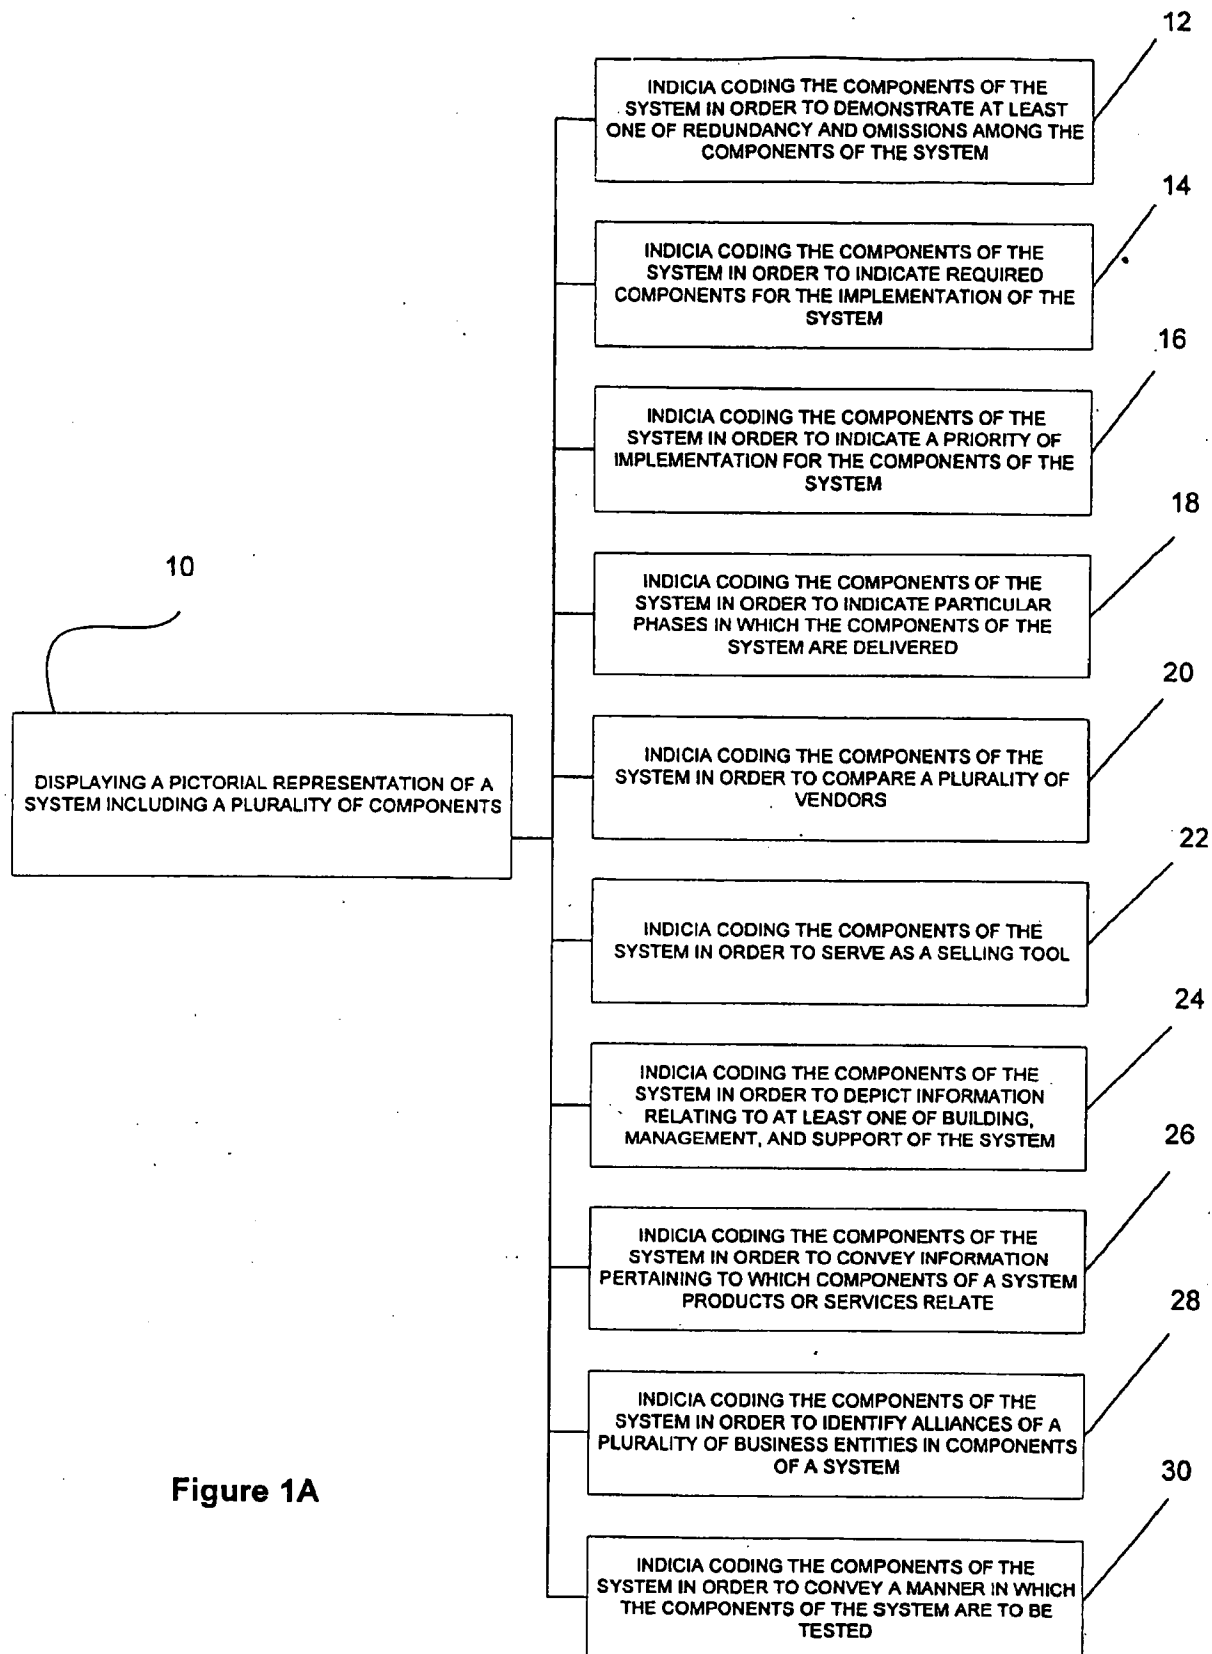 12
INDICIA CODING THE COMPONENTS OF THE
SYSTEM IN ORDER TO DEMONSTRATE AT LEAST
ONE OF REDUNDANCY AND OMISSIONS AMONG THE
COMPONENTS OF THE SYSTEM
14
INDICIA CODING THE COMPONENTS OF THE
SYSTEM IN ORDER TO INDICATE REQUIRED
COMPONENTS FOR THE IMPLEMENTATION OF THE
SYSTEM
16
INDICIA CODING THE COMPONENTS OF THE
SYSTEM IN ORDER TO INDICATE A PRIORITY OF
IMPLEMENTATION FOR THE COMPONENTS OF THE
SYSTEM
18
INDICIA CODING THE COMPONENTS OF THE
SYSTEM IN ORDER TO INDICATE PARTICULAR
PHASES IN WHICH THE COMPONENTS OF THE
SYSTEM ARE DELIVERED
10
DISPLAYING A PICTORIAL REPRESENTATION OF A
SYSTEM INCLUDING A PLURALITY OF COMPONENTS
20
INDICIA CODING THE COMPONENTS OF THE
SYSTEM IN ORDER TO COMPARE A PLURALITY OF
VENDORS
22
INDICIA CODING THE COMPONENTS OF THE
SYSTEM IN ORDER TO SERVE AS A SELLING TOOL
24
INDICIA CODING THE COMPONENTS OF THE
SYSTEM IN ORDER TO DEPICT INFORMATION
RELATING TO AT LEAST ONE OF BUILDING,
MANAGEMENT, AND SUPPORT OF THE SYSTEM
26
INDICIA CODING THE COMPONENTS OF THE
SYSTEM IN ORDER TO CONVEY INFORMATION
PERTAINING TO WHICH COMPONENTS OF A SYSTEM
PRODUCTS OR SERVICES RELATE
28
INDICIA CODING THE COMPONENTS OF THE
SYSTEM IN ORDER TO IDENTIFY ALLIANCES OF A
PLURALITY OF BUSINESS ENTITIES IN COMPONENTS
OF A SYSTEM
30
INDICIA CODING THE COMPONENTS OF THE
SYSTEM IN ORDER TO CONVEY A MANNER IN WHICH
THE COMPONENTS OF THE SYSTEM ARE TO BE
TESTED
Figure 1A